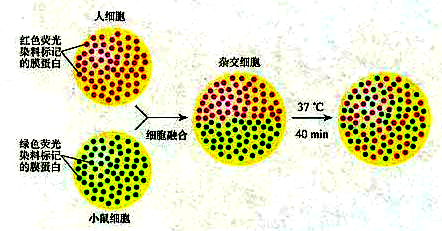 人细胞
红色荧光
染料标记
的膜蛋白
杂交细胞
37 ℃
细胞融合
40 min
绿色荧光
染料标记
的膜蛋白
小鼠细胞